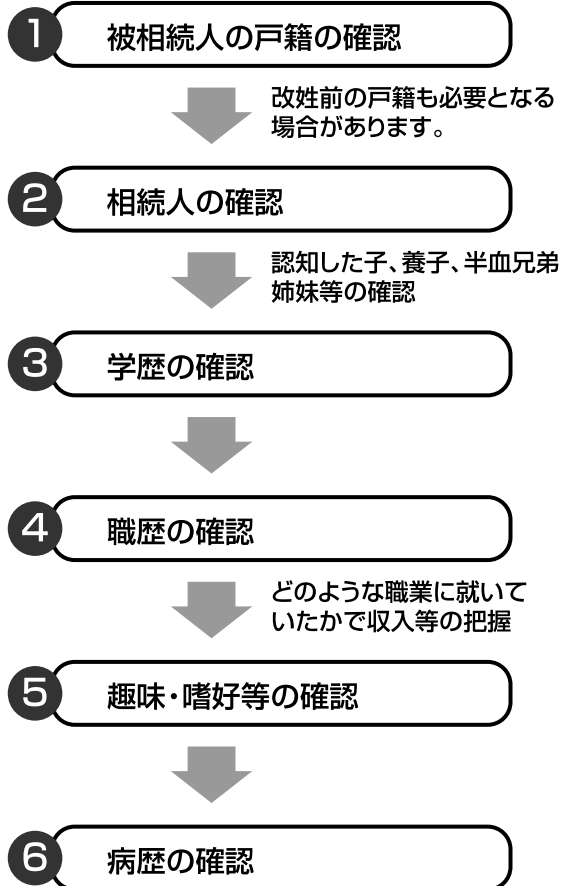 1 被相続人の戸籍の確認
改姓前の戸籍も必要となる
場合があります。
2 相続人の確認
認知した子、養子、半血兄弟
姉妹等の確認
3 学歴の確認
4 職歴の確認
どのような職業に就いて
いたかで収入等の把握
5 趣味・嗜好等の確認
6 病歴の確認